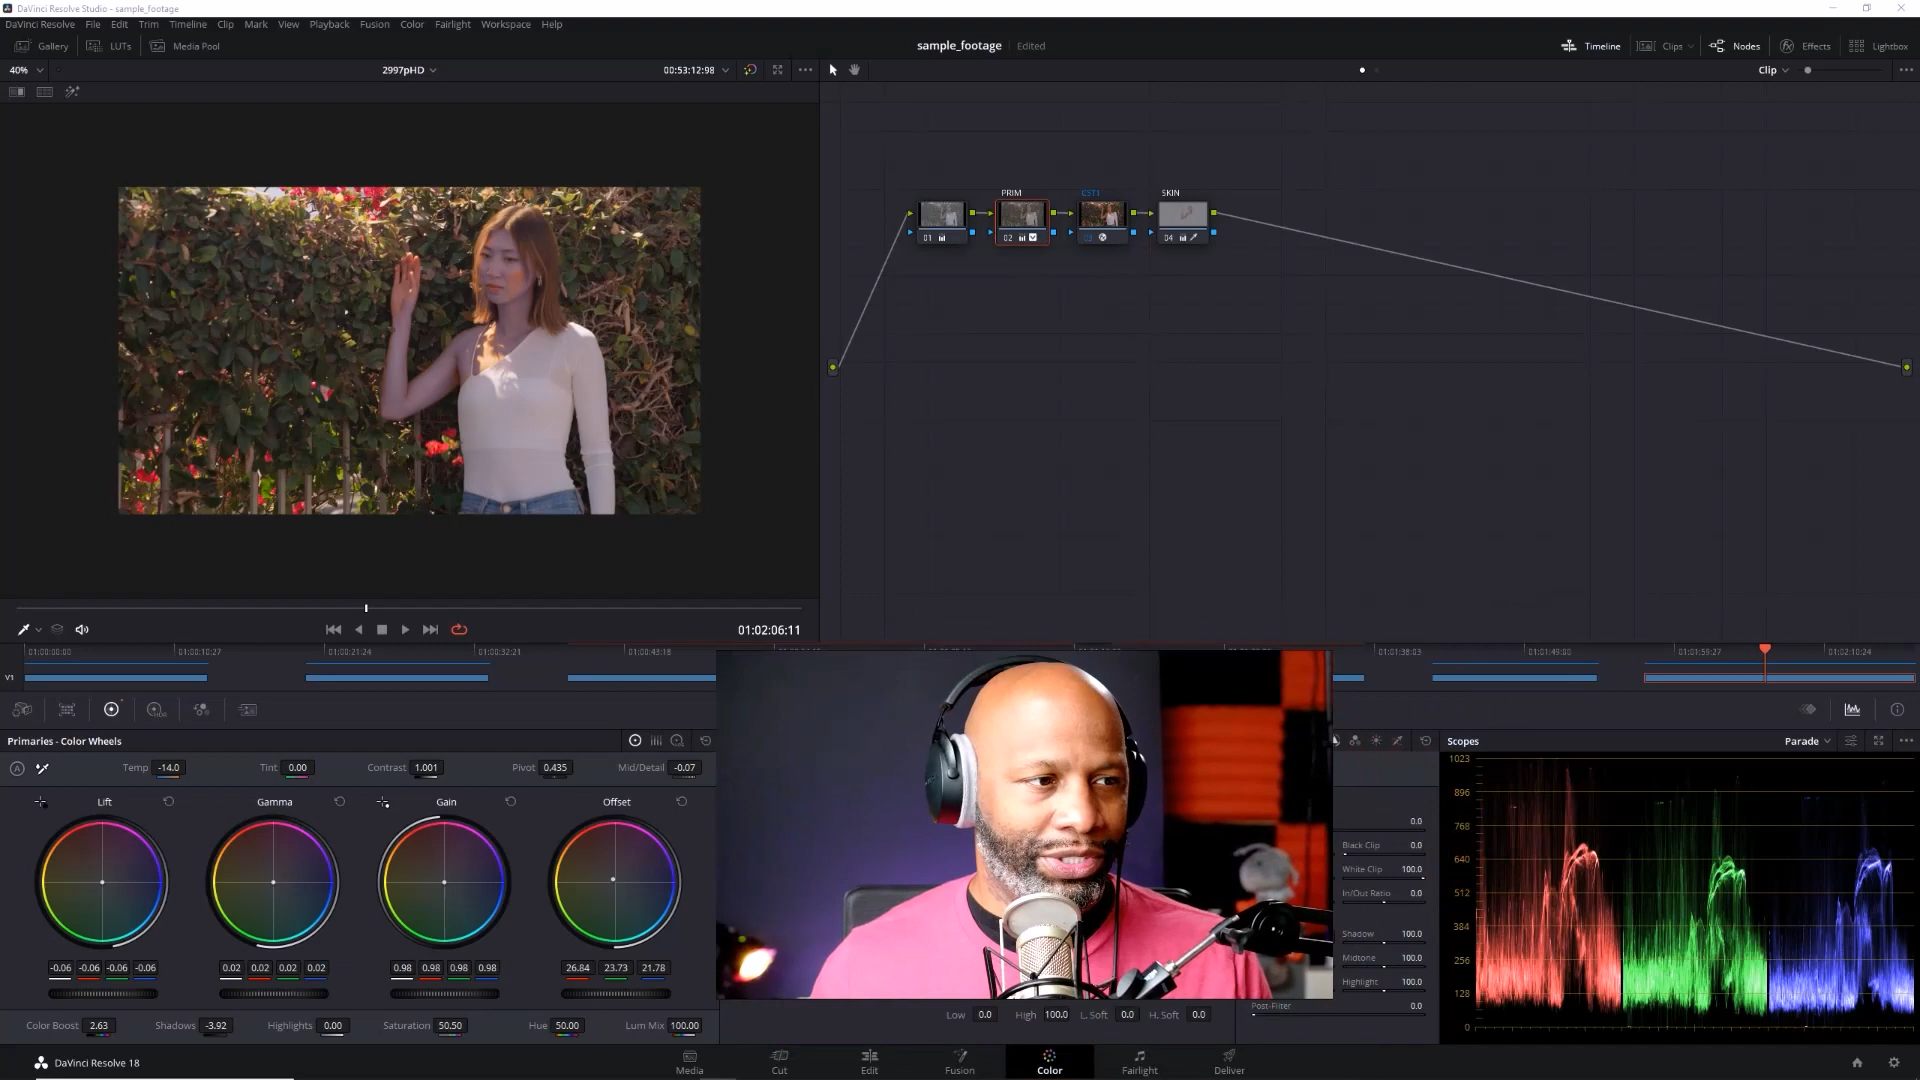 DaVinci Resolve Studio - sample_footage
DaVinci Resolve File Edit Trim Timeline Clip Mark View Playback Fusion Color Fairlight Workspace Help
Gallery LUTs Media Pool sample_footage Edited Timeline Clips Nodes Effects Lightbox
40% 2997pHD 00:53:12:98 Clip
PRIM CST1 SKIN
01 02 03 04
01:02:06:11
01:00:00:00 01:00:10:27 01:00:21:24 01:00:32:21 01:00:43:18 01:01:38:03 01:01:49:00 01:01:59:27 01:02:10:24
V1
Primaries - Color Wheels Scopes Parade
Temp -14.0 Tint 0.00 Contrast 1.001 Pivot 0.435 Mid/Detail -0.07
Lift Gamma Gain Offset
-0.06 -0.06 -0.06 -0.06 0.02 0.02 0.02 0.02 0.98 0.98 0.98 0.98 26.84 23.73 21.78
Color Boost 2.63 Shadows -3.92 Highlights 0.00 Saturation 50.50 Hue 50.00 Lum Mix 100.00
0.0
Black Clip 0.0
White Clip 100.0
In/Out Ratio 0.0
Shadow 100.0
Midtone 100.0
Highlight 100.0
Post-Filter 0.0
Low 0.0 High 100.0 L. Soft 0.0 H. Soft 0.0
1023
896
768
640
512
384
256
128
0
DaVinci Resolve 18 Media Cut Edit Fusion Color Fairlight Deliver